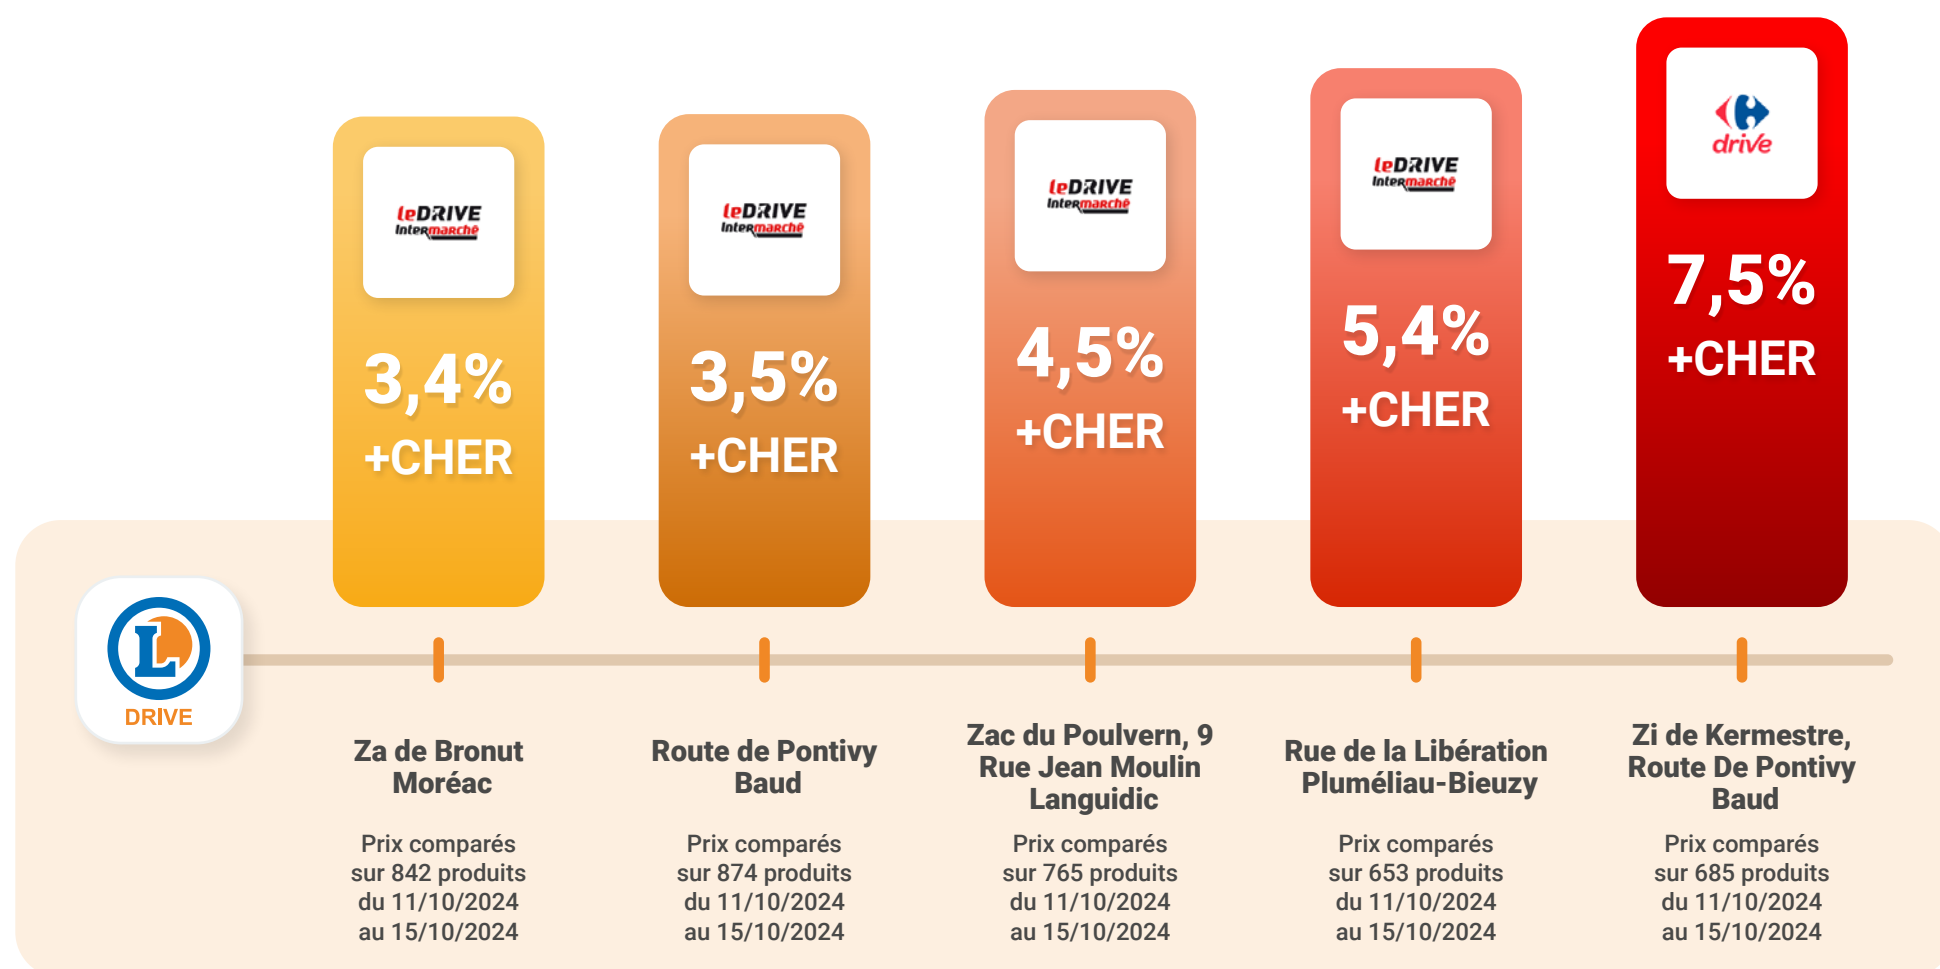 leDRIVE
Intermarché
3,4%
+CHER
leDRIVE
Intermarché
3,5%
+CHER
leDRIVE
Intermarché
4,5%
+CHER
leDRIVE
Intermarché
5,4%
+CHER
drive
7,5%
+CHER
L
DRIVE
Za de Bronut
Moréac
Prix comparés
sur 842 produits
du 11/10/2024
au 15/10/2024
Route de Pontivy
Baud
Prix comparés
sur 874 produits
du 11/10/2024
au 15/10/2024
Zac du Poulvern, 9
Rue Jean Moulin
Languidic
Prix comparés
sur 765 produits
du 11/10/2024
au 15/10/2024
Rue de la Libération
Pluméliau-Bieuzy
Prix comparés
sur 653 produits
du 11/10/2024
au 15/10/2024
Zi de Kermestre,
Route De Pontivy
Baud
Prix comparés
sur 685 produits
du 11/10/2024
au 15/10/2024